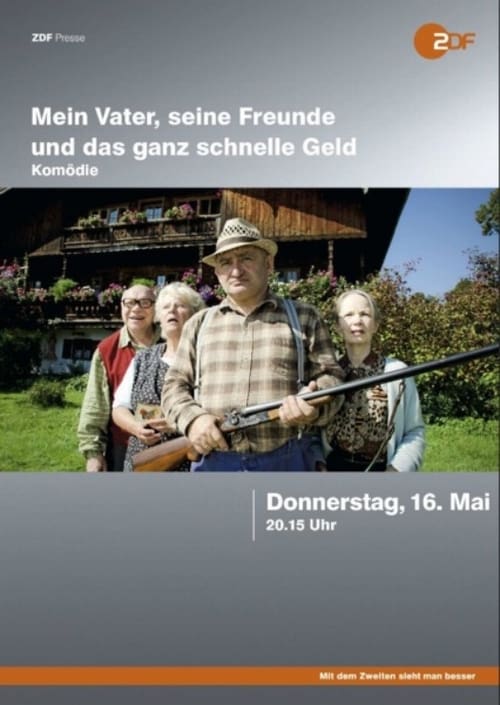 ZDF Presse
ZDF
Mein Vater, seine Freunde
und das ganz schnelle Geld
Komödie
Donnerstag, 16. Mai
20.15 Uhr
Mit dem Zweiten sieht man besser